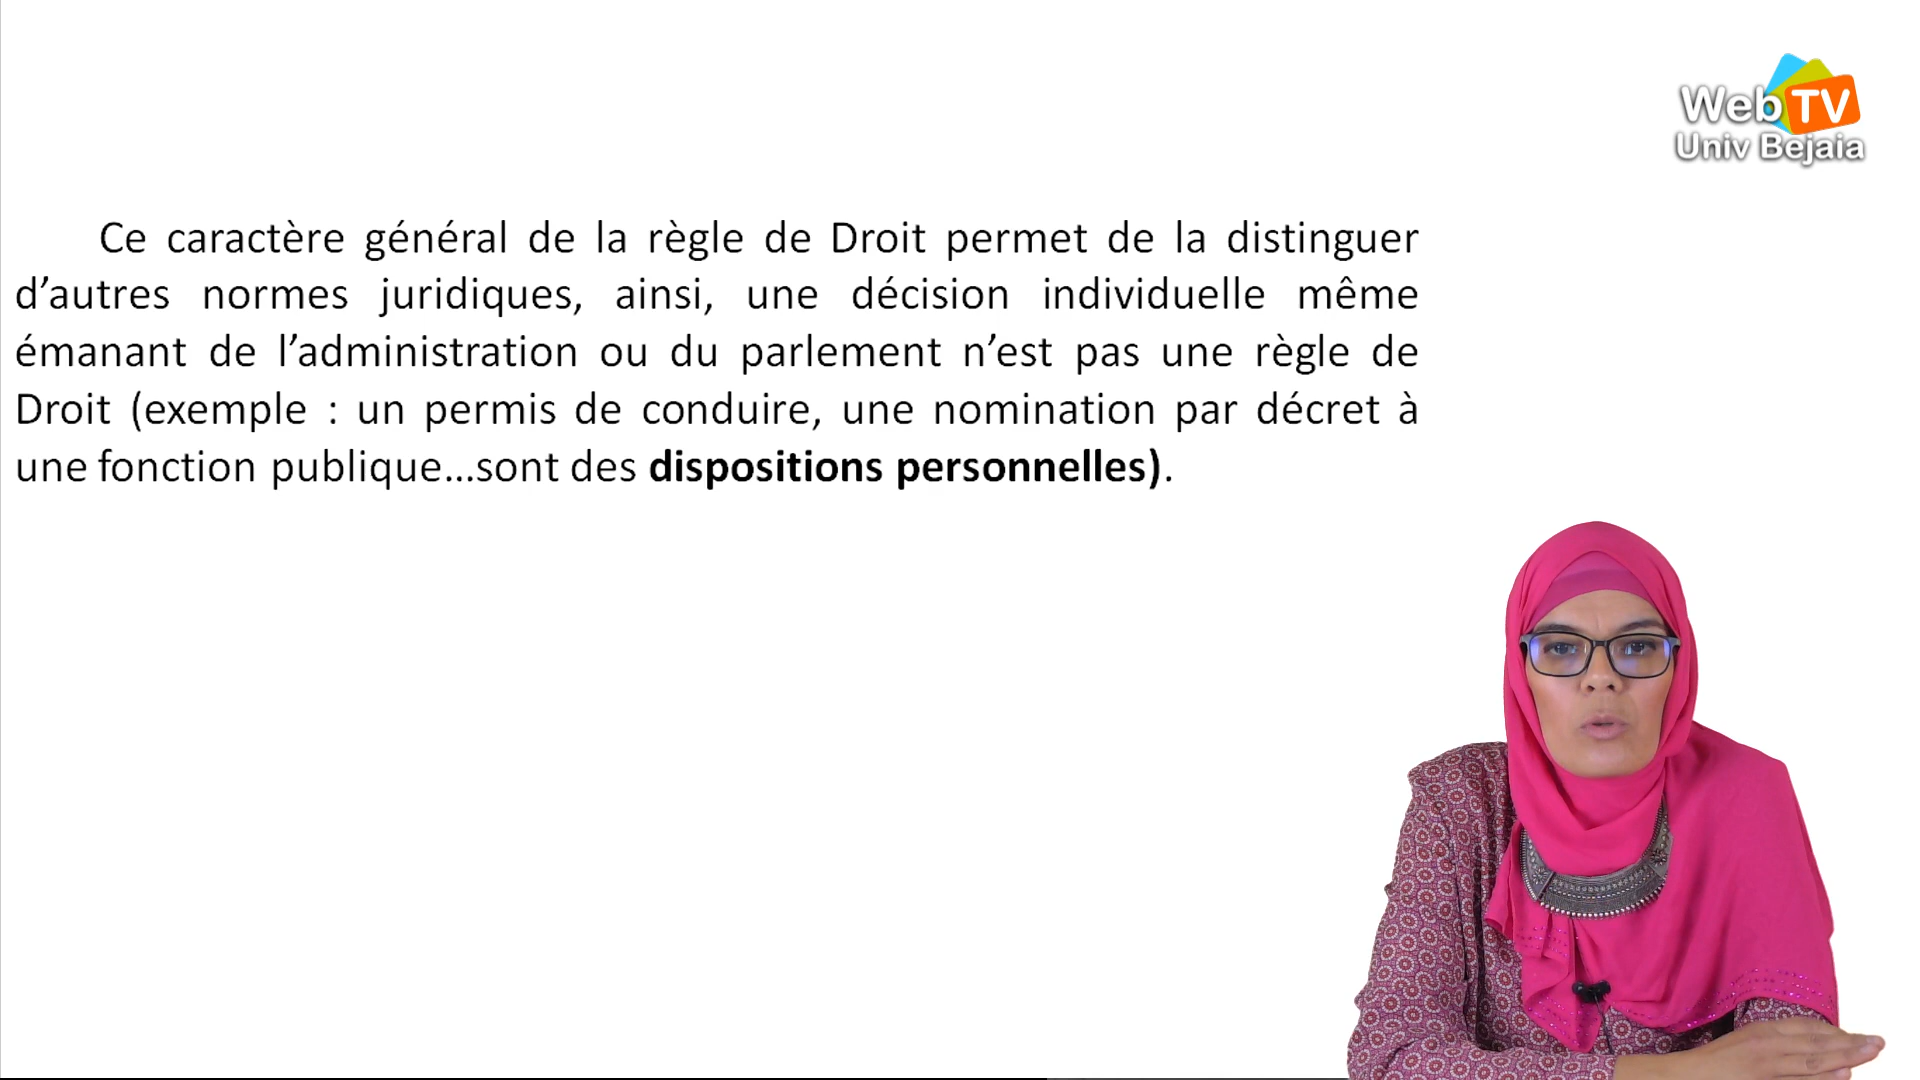 Web TV
Univ Bejaia
Ce caractère général de la règle de Droit permet de la distinguer
d’autres normes juridiques, ainsi, une décision individuelle même
émanant de l’administration ou du parlement n’est pas une règle de
Droit (exemple : un permis de conduire, une nomination par décret à
une fonction publique…sont des dispositions personnelles).